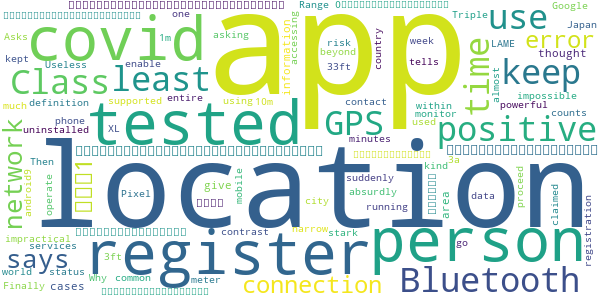 Range 0
Triple
Google
one
Asks
asking
use
Japan
covid
app
1m
information
accessing
error
kept
risk
country
week
LAME
Useless
enable
beyond
tells
thought
Class
least
33ft
time
almost
impossible
definition
entire
supported
using
10m
contact
within
powerful
keep
much
tested
GPS
monitor
counts
uninstalled
phone
XL
minutes
used
positive
network
android9
1
location
suddenly
kind
3a
proceed
claimed
registration
Then
operate
Pixel
give
mobile
absurdly
running
area
data
impractical
register
city
narrow
person
go
says
services
3ft
contrast
stark
world
status
meter
connection
Bluetooth
Finally
cases
Why
common